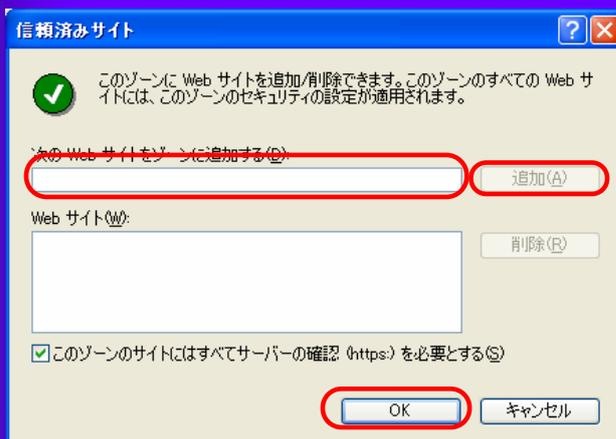 信頼済みサイト
このゾーンに Web サイトを追加/削除できます。このゾーンのすべての Web サ
イトには、このゾーンのセキュリティの設定が適用されます。
次の Web サイトをゾーンに追加する(D):
追加(A)
Web サイト(W):
削除(R)
このゾーンのサイトにはすべてサーバーの確認 (https:) を必要とする(S)
OK
キャンセル